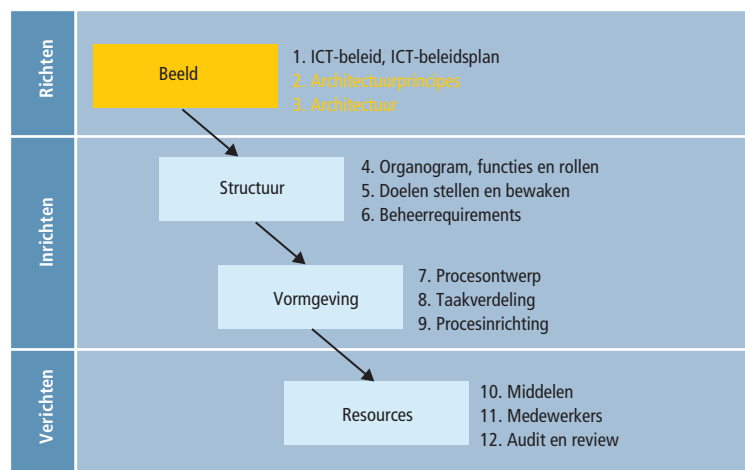 Richten
Beeld
1. ICT-beleid, ICT-beleidsplan
2. Architectuurprincipes
3. Architectuur
Inrichten
Structuur
4. Organogram, functies en rollen
5. Doelen stellen en bewaken
6. Beheerrequirements
Vormgeving
7. Procesontwerp
8. Taakverdeling
9. Procesinrichting
Verichten
Resources
10. Middelen
11. Medewerkers
12. Audit en review